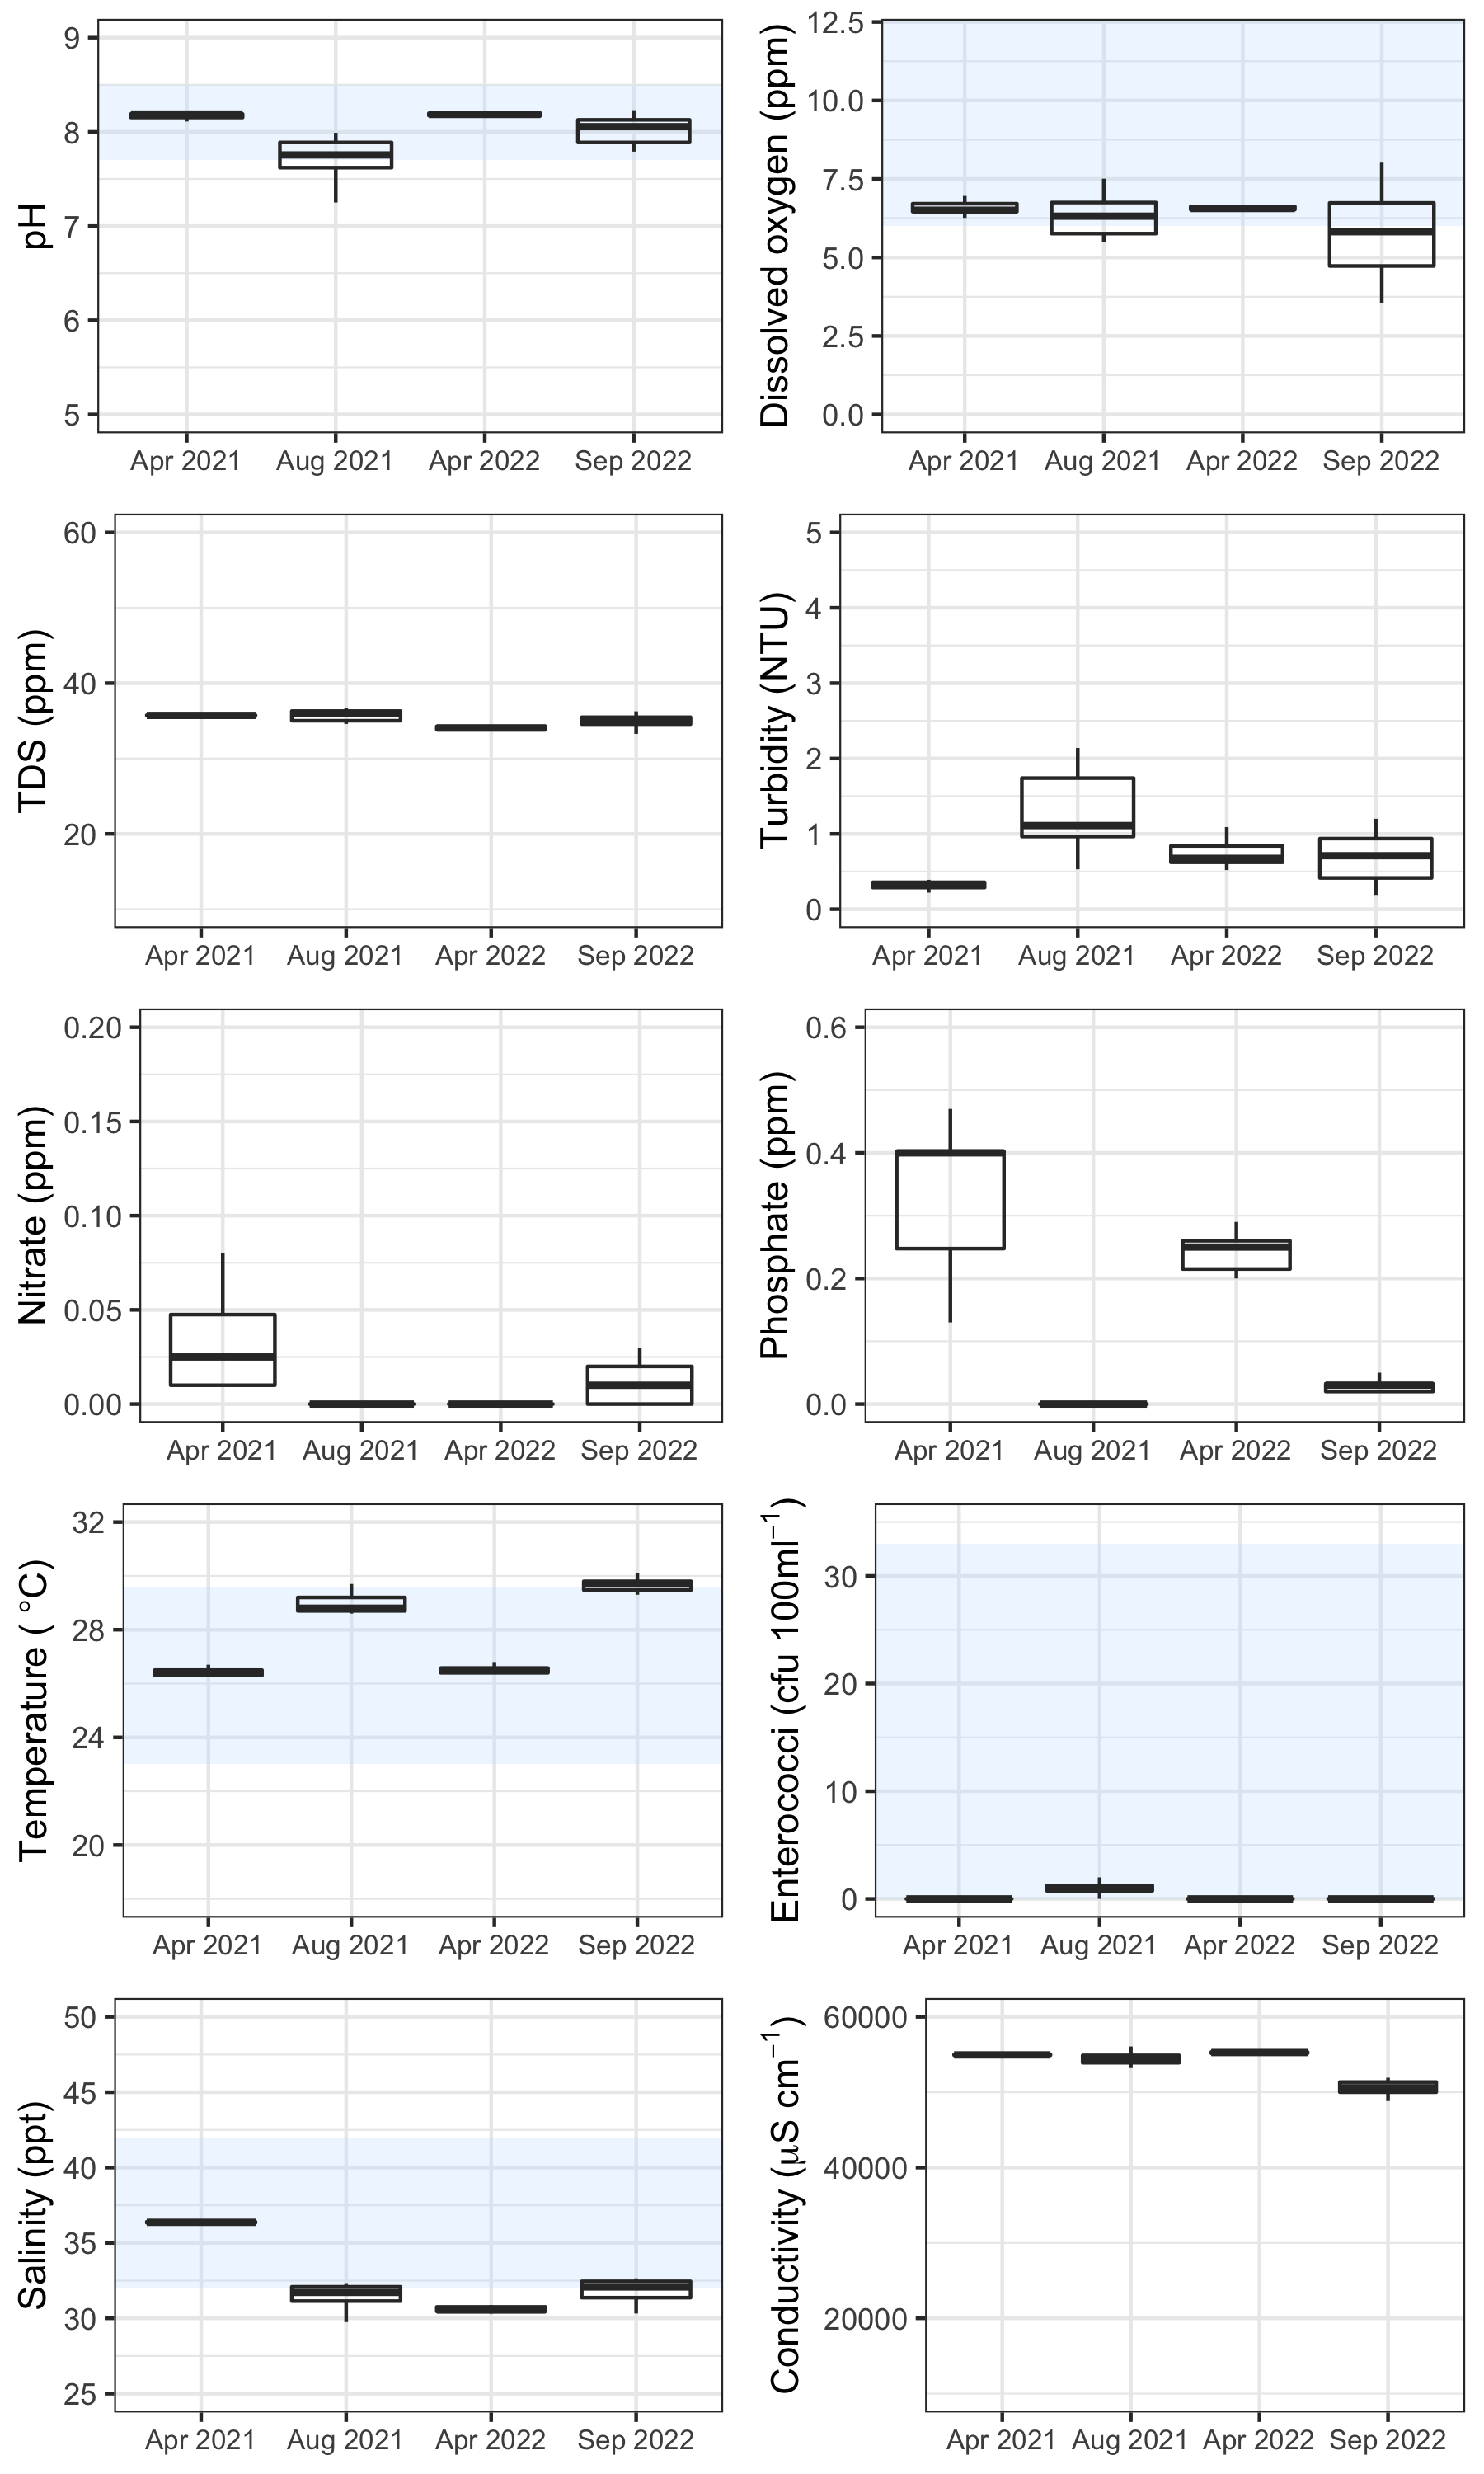 pH
9
8
7
6
5
Apr 2021 Aug 2021 Apr 2022 Sep 2022
Dissolved oxygen (ppm)
12.5
10.0
7.5
5.0
2.5
0.0
Apr 2021 Aug 2021 Apr 2022 Sep 2022
TDS (ppm)
60
40
20
Apr 2021 Aug 2021 Apr 2022 Sep 2022
Turbidity (NTU)
5
4
3
2
1
0
Apr 2021 Aug 2021 Apr 2022 Sep 2022
Nitrate (ppm)
0.20
0.15
0.10
0.05
0.00
Apr 2021 Aug 2021 Apr 2022 Sep 2022
Phosphate (ppm)
0.6
0.4
0.2
0.0
Apr 2021 Aug 2021 Apr 2022 Sep 2022
Temperature ( °C)
32
28
24
20
Apr 2021 Aug 2021 Apr 2022 Sep 2022
Enterococci (cfu 100ml⁻¹)
30
20
10
0
Apr 2021 Aug 2021 Apr 2022 Sep 2022
Salinity (ppt)
50
45
40
35
30
25
Apr 2021 Aug 2021 Apr 2022 Sep 2022
Conductivity (μS cm⁻¹)
60000
40000
20000
Apr 2021 Aug 2021 Apr 2022 Sep 2022